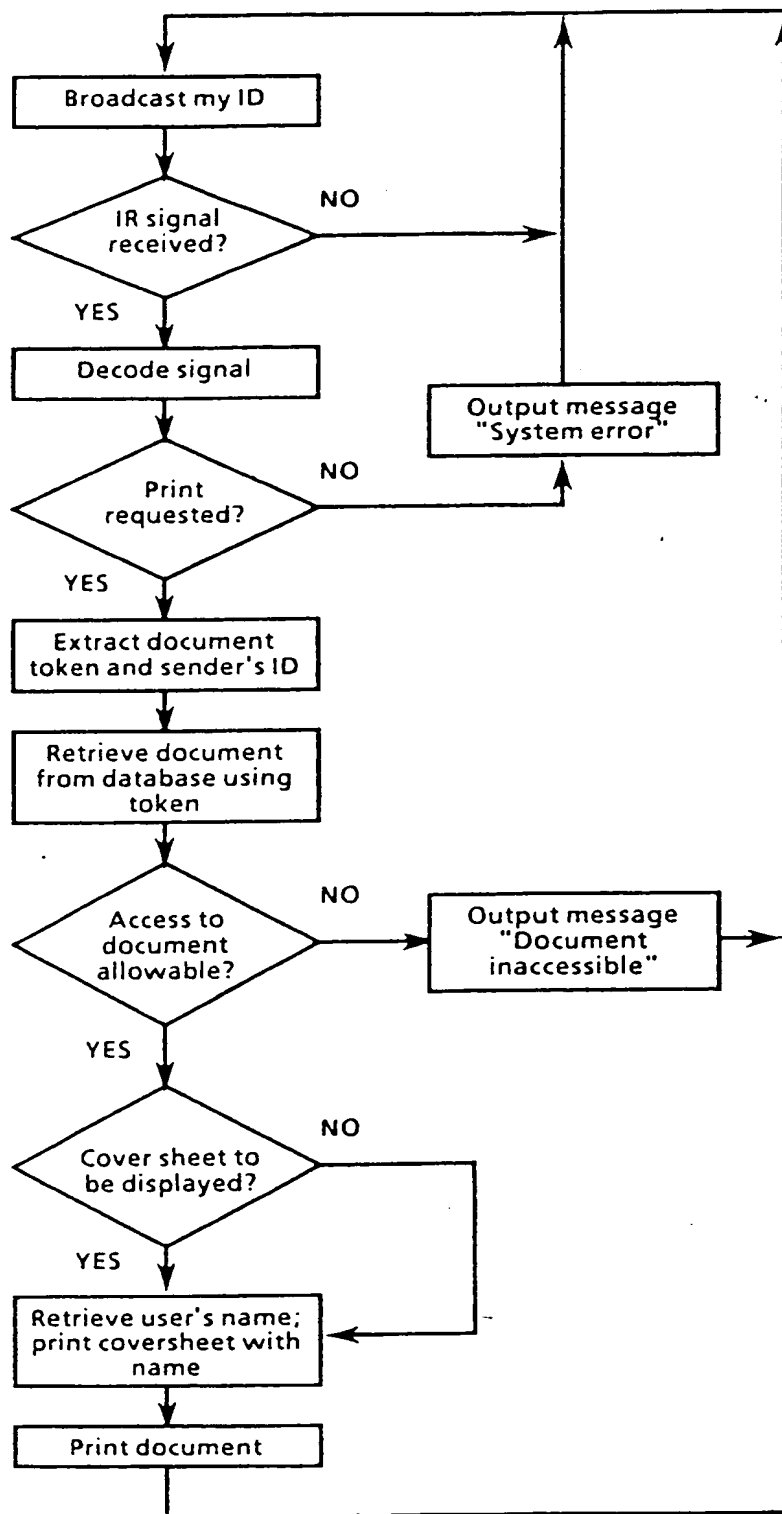 Broadcast my ID
IR signal
received?
NO
YES
Decode signal
Output message
"System error"
Print
requested?
NO
YES
Extract document
token and sender's ID
Retrieve document
from database using
token
Access to
document
allowable?
NO
Output message
"Document
inaccessible"
YES
Cover sheet to
be displayed?
NO
YES
Retrieve user's name;
print coversheet with
name
Print document